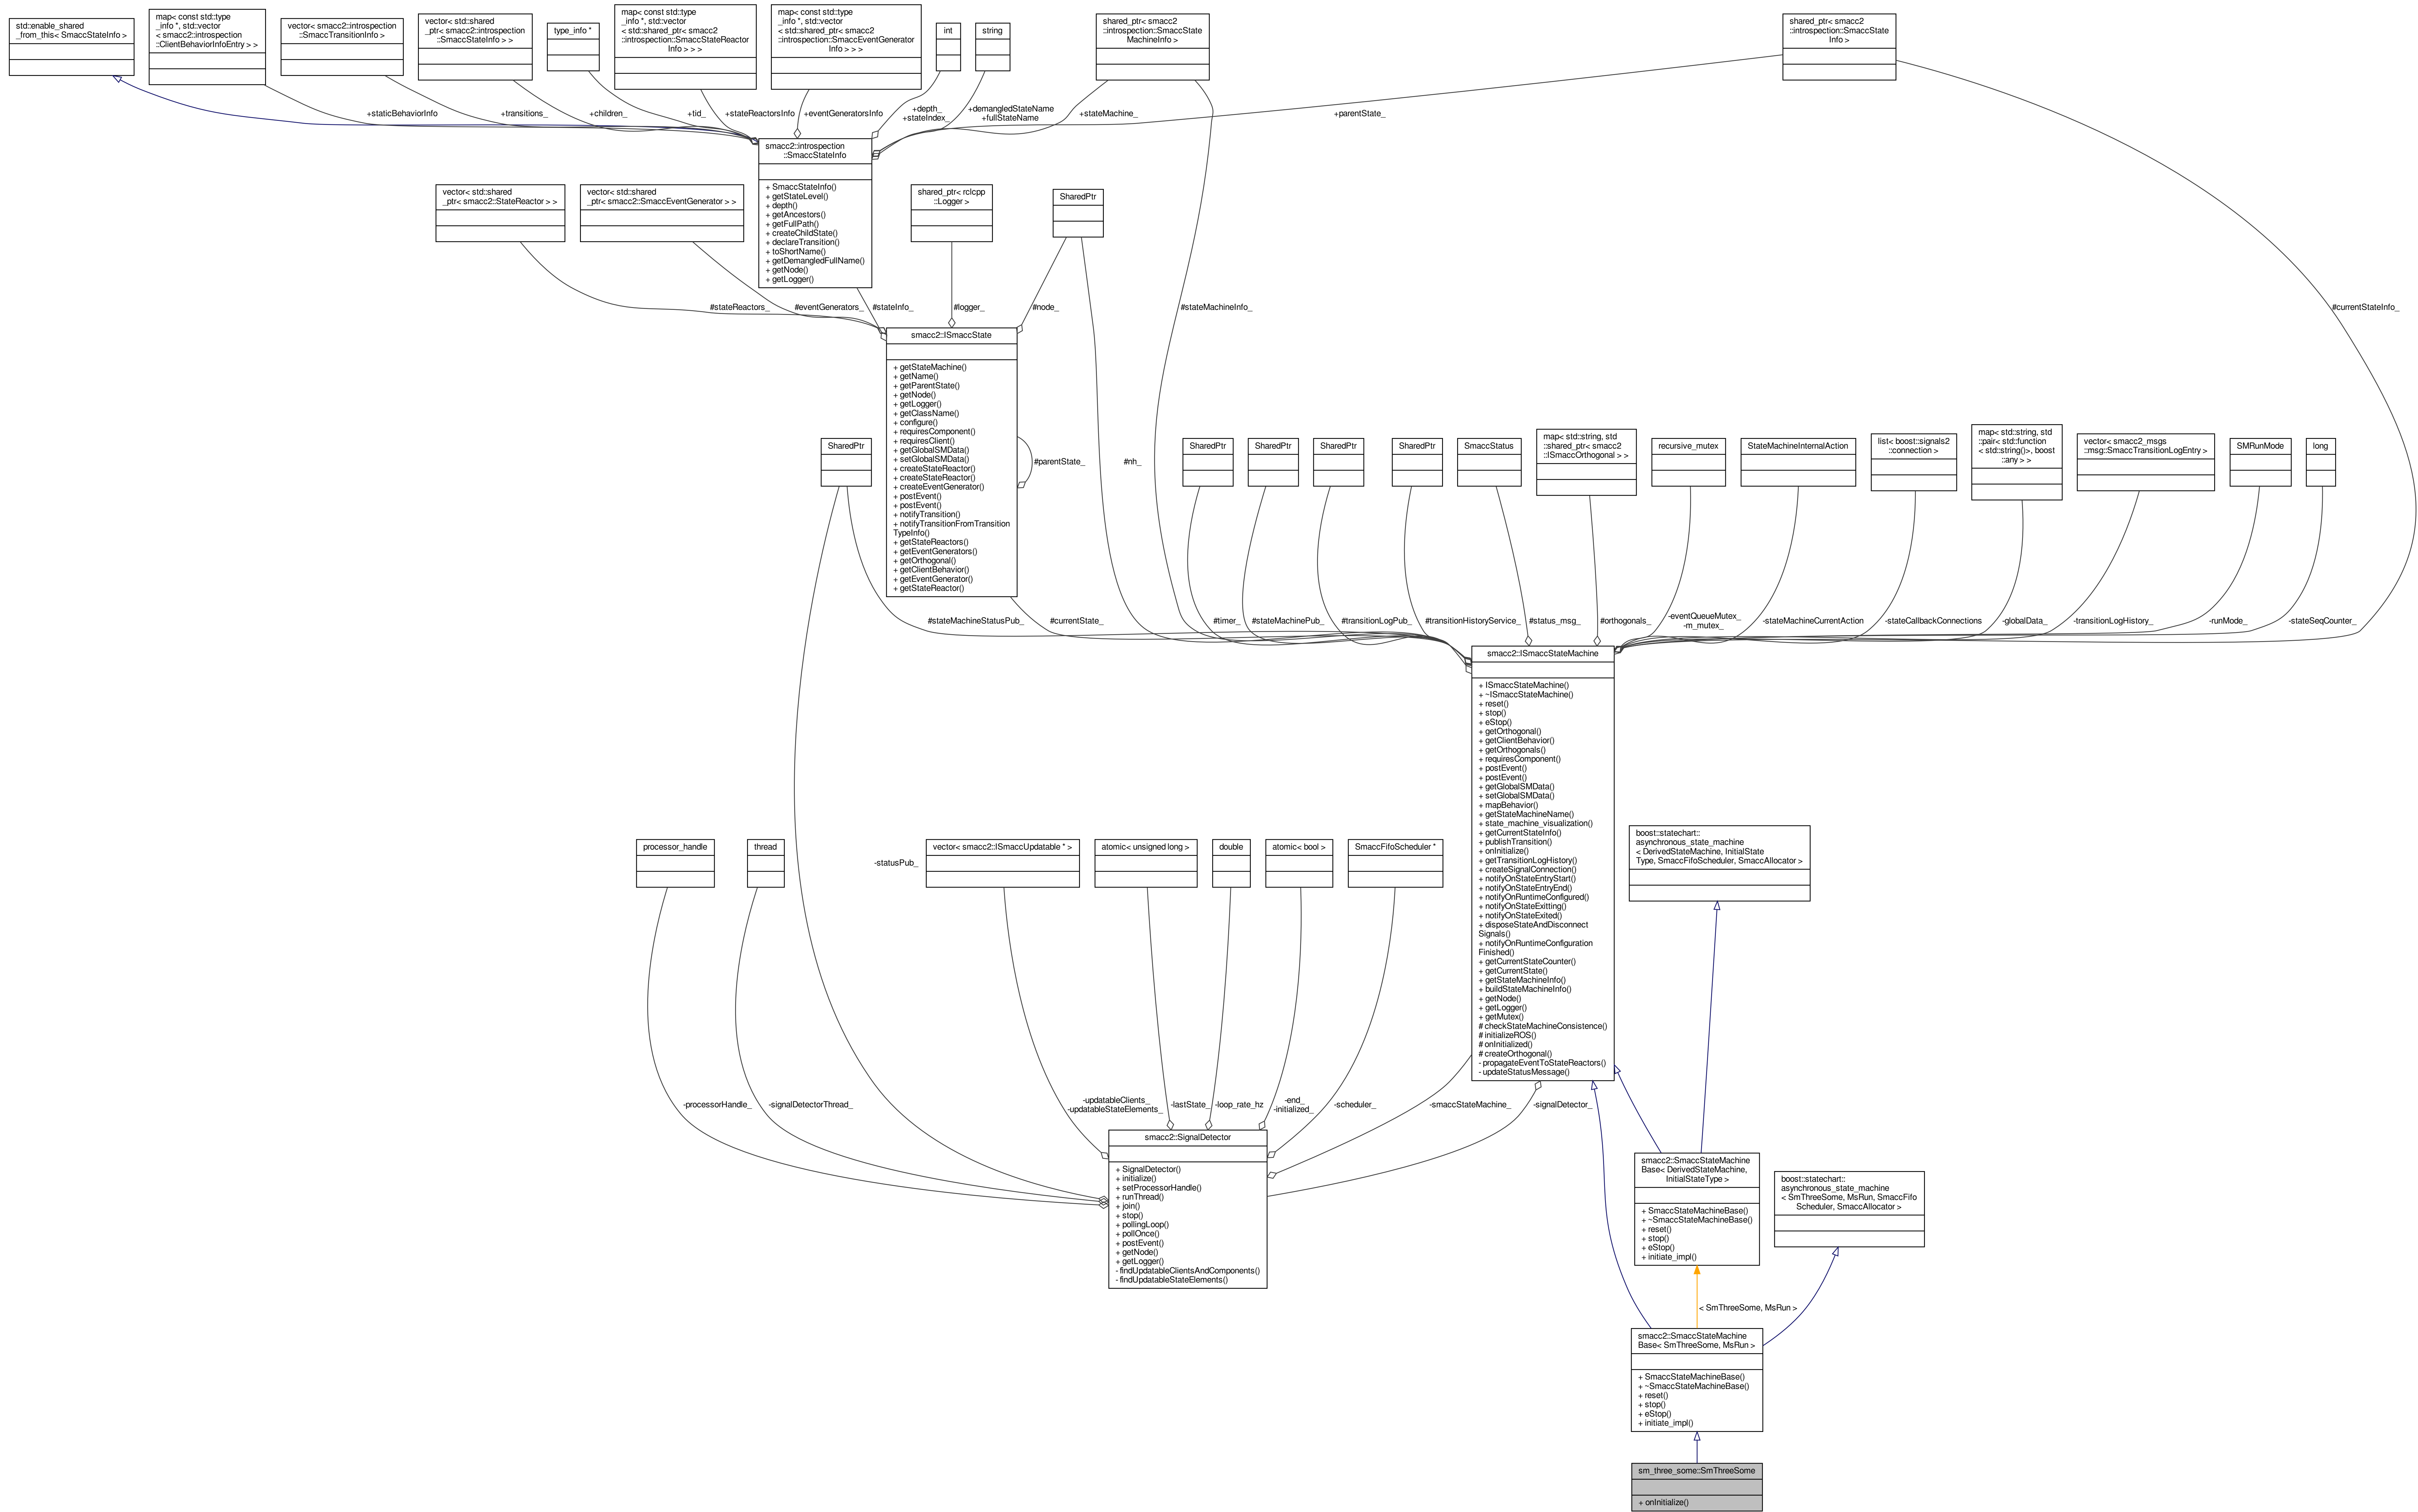 std::enable_shared
_from_this< SmaccStateInfo >
map< const std::type
_info *, std::vector
< smacc2::introspection
::ClientBehaviorInfoEntry > >
vector< smacc2::introspection
::SmaccTransitionInfo >
vector< std::shared
_ptr< smacc2::introspection
::SmaccStateInfo > >
type_info *
map< const std::type
_info *, std::vector
< std::shared_ptr< smacc2
::introspection::SmaccStateReactor
Info > > >
map< const std::type
_info *, std::vector
< std::shared_ptr< smacc2
::introspection::SmaccEventGenerator
Info > > >
int
string
shared_ptr< smacc2
::introspection::SmaccState
MachineInfo >
shared_ptr< smacc2
::introspection::SmaccState
Info >
+staticBehaviorInfo
+transitions_
+children_
+tid_
+stateReactorsInfo
+eventGeneratorsInfo
+depth_
+stateIndex_
+demangledStateName
+fullStateName
+stateMachine_
+parentState_
smacc2::introspection
::SmaccStateInfo
+ SmaccStateInfo()
+ getStateLevel()
+ depth()
+ getAncestors()
+ getFullPath()
+ createChildState()
+ declareTransition()
+ toShortName()
+ getDemangledFullName()
+ getNode()
+ getLogger()
vector< std::shared
_ptr< smacc2::StateReactor > >
vector< std::shared
_ptr< smacc2::SmaccEventGenerator > >
shared_ptr< rclcpp
::Logger >
SharedPtr
#stateReactors_
#eventGenerators_
#stateInfo_
#logger_
#node_
#stateMachineInfo_
#currentStateInfo_
smacc2::ISmaccState
+ getStateMachine()
+ getName()
+ getParentState()
+ getNode()
+ getLogger()
+ getClassName()
+ configure()
+ requiresComponent()
+ requiresClient()
+ getGlobalSMData()
+ setGlobalSMData()
+ createStateReactor()
+ createStateReactor()
+ createEventGenerator()
+ postEvent()
+ postEvent()
+ notifyTransition()
+ notifyTransitionFromTransition
TypeInfo()
+ getStateReactors()
+ getEventGenerators()
+ getOrthogonal()
+ getClientBehavior()
+ getEventGenerator()
+ getStateReactor()
#parentState_
#nh_
SharedPtr
SharedPtr
SharedPtr
SharedPtr
SharedPtr
SmaccStatus
map< std::string, std
::shared_ptr< smacc2
::ISmaccOrthogonal > >
recursive_mutex
StateMachineInternalAction
list< boost::signals2
::connection >
map< std::string, std
::pair< std::function
< std::string()>, boost
::any > >
vector< smacc2_msgs
::msg::SmaccTransitionLogEntry >
SMRunMode
long
#stateMachineStatusPub_
#currentState_
#timer_
#stateMachinePub_
#transitionLogPub_
#transitionHistoryService_
#status_msg_
#orthogonals_
-eventQueueMutex_
-m_mutex_
-stateMachineCurrentAction
-stateCallbackConnections
-globalData_
-transitionLogHistory_
-runMode_
-stateSeqCounter_
smacc2::ISmaccStateMachine
+ ISmaccStateMachine()
+ ~ISmaccStateMachine()
+ reset()
+ stop()
+ eStop()
+ getOrthogonal()
+ getClientBehavior()
+ getOrthogonals()
+ requiresComponent()
+ postEvent()
+ postEvent()
+ getGlobalSMData()
+ setGlobalSMData()
+ mapBehavior()
+ getStateMachineName()
+ state_machine_visualization()
+ getCurrentStateInfo()
+ publishTransition()
+ onInitialize()
+ getTransitionLogHistory()
+ createSignalConnection()
+ notifyOnStateEntryStart()
+ notifyOnStateEntryEnd()
+ notifyOnRuntimeConfigured()
+ notifyOnStateExitting()
+ notifyOnStateExited()
+ disposeStateAndDisconnect
Signals()
+ notifyOnRuntimeConfiguration
Finished()
+ getCurrentStateCounter()
+ getCurrentState()
+ getStateMachineInfo()
+ buildStateMachineInfo()
+ getNode()
+ getLogger()
+ getMutex()
# checkStateMachineConsistence()
# initializeROS()
# onInitialized()
# createOrthogonal()
- propagateEventToStateReactors()
- updateStatusMessage()
processor_handle
thread
-statusPub_
vector< smacc2::ISmaccUpdatable * >
atomic< unsigned long >
double
atomic< bool >
SmaccFifoScheduler *
boost::statechart::
asynchronous_state_machine
< DerivedStateMachine, InitialState
Type, SmaccFifoScheduler, SmaccAllocator >
-processorHandle_
-signalDetectorThread_
-updatableClients_
-updatableStateElements_
-lastState_
-loop_rate_hz
-end_
-initialized_
-scheduler_
-smaccStateMachine_
-signalDetector_
smacc2::SignalDetector
+ SignalDetector()
+ initialize()
+ setProcessorHandle()
+ runThread()
+ join()
+ stop()
+ pollingLoop()
+ pollOnce()
+ postEvent()
+ getNode()
+ getLogger()
- findUpdatableClientsAndComponents()
- findUpdatableStateElements()
smacc2::SmaccStateMachine
Base< DerivedStateMachine,
InitialStateType >
+ SmaccStateMachineBase()
+ ~SmaccStateMachineBase()
+ reset()
+ stop()
+ eStop()
+ initiate_impl()
boost::statechart::
asynchronous_state_machine
< SmThreeSome, MsRun, SmaccFifo
Scheduler, SmaccAllocator >
< SmThreeSome, MsRun >
smacc2::SmaccStateMachine
Base< SmThreeSome, MsRun >
+ SmaccStateMachineBase()
+ ~SmaccStateMachineBase()
+ reset()
+ stop()
+ eStop()
+ initiate_impl()
sm_three_some::SmThreeSome
+ onInitialize()